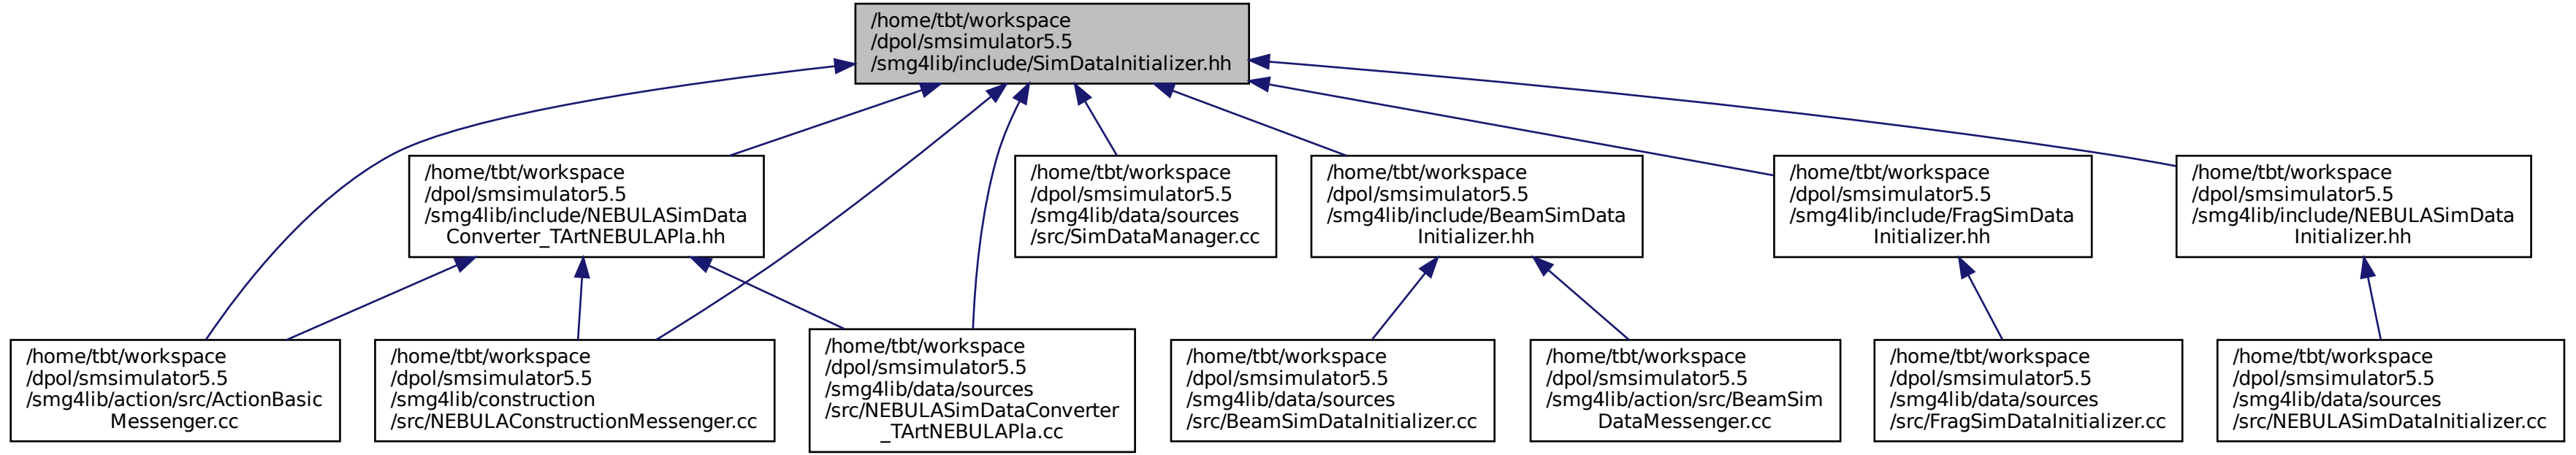 /home/tbt/workspace
/dpol/smsimulator5.5
/smg4lib/include/SimDataInitializer.hh
/home/tbt/workspace
/dpol/smsimulator5.5
/smg4lib/include/NEBULASimData
Converter_TArtNEBULAPla.hh
/home/tbt/workspace
/dpol/smsimulator5.5
/smg4lib/data/sources
/src/SimDataManager.cc
/home/tbt/workspace
/dpol/smsimulator5.5
/smg4lib/include/BeamSimData
Initializer.hh
/home/tbt/workspace
/dpol/smsimulator5.5
/smg4lib/include/FragSimData
Initializer.hh
/home/tbt/workspace
/dpol/smsimulator5.5
/smg4lib/include/NEBULASimData
Initializer.hh
/home/tbt/workspace
/dpol/smsimulator5.5
/smg4lib/action/src/ActionBasic
Messenger.cc
/home/tbt/workspace
/dpol/smsimulator5.5
/smg4lib/construction
/src/NEBULAConstructionMessenger.cc
/home/tbt/workspace
/dpol/smsimulator5.5
/smg4lib/data/sources
/src/NEBULASimDataConverter
_TArtNEBULAPla.cc
/home/tbt/workspace
/dpol/smsimulator5.5
/smg4lib/data/sources
/src/BeamSimDataInitializer.cc
/home/tbt/workspace
/dpol/smsimulator5.5
/smg4lib/action/src/BeamSim
DataMessenger.cc
/home/tbt/workspace
/dpol/smsimulator5.5
/smg4lib/data/sources
/src/FragSimDataInitializer.cc
/home/tbt/workspace
/dpol/smsimulator5.5
/smg4lib/data/sources
/src/NEBULASimDataInitializer.cc